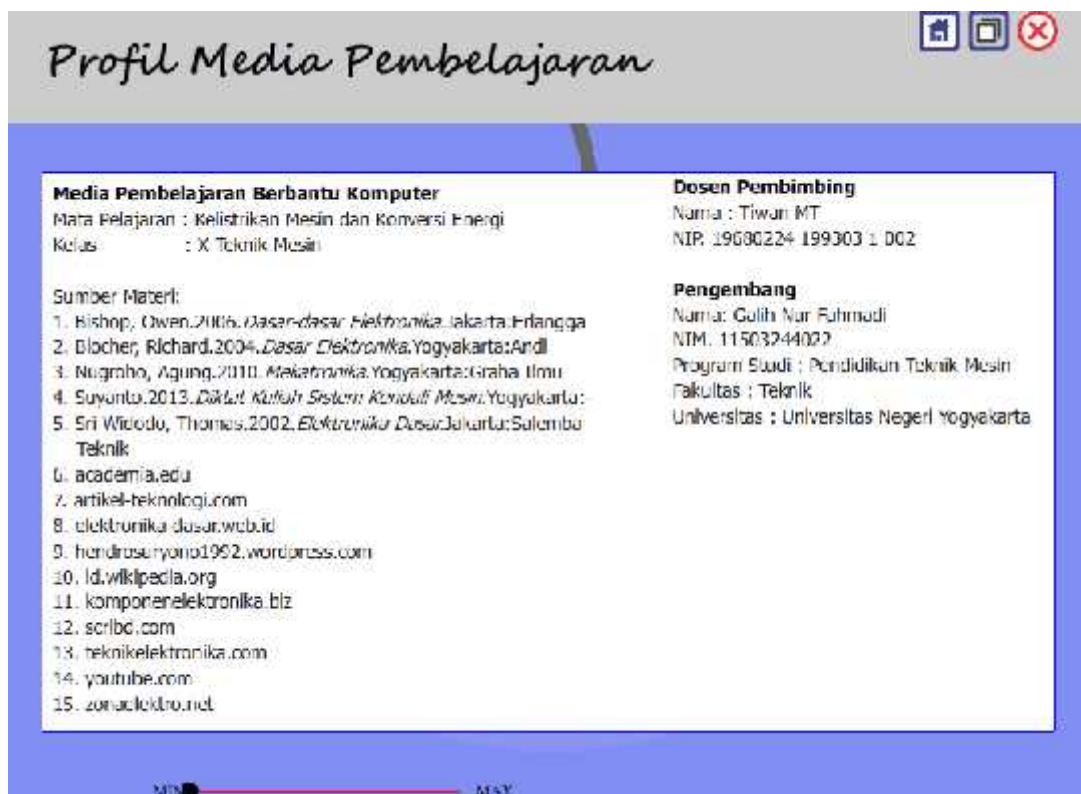 Profil Media Pembelajaran
Media Pembelajaran Berbantu Komputer
Mata Pelajaran : Kelistrikan Mesin dan Konversi Energi
Kelas : X Teknik Mesin
Sumber Materi:
1. Bishop, Owen.2006.Dasar-dasar Elektronika.Jakarta:Erlangga
2. Blocher, Richard.2004.Dasar Elektronika.Yogyakarta:Andi
3. Nugroho, Agung.2010.Mekatronika.Yogyakarta:Graha Ilmu
4. Suyanto.2013.Diktat Kuliah Sistem Kendali Mesin.Yogyakarta:-
5. Sri Widodo, Thomas.2002.Elektronika Dasar.Jakarta:Salemba
Teknik
6. academia.edu
7. artikel-teknologi.com
8. elektronika-dasar.web.id
9. hendrosuryono1992.wordpress.com
10. id.wikipedia.org
11. komponenelektronika.biz
12. scribd.com
13. teknikelektronika.com
14. youtube.com
15. zonaelektro.net
Dosen Pembimbing
Nama : Tiwan MT
NIP. 19680224 199303 1 002
Pengembang
Nama: Galih Nur Fahmadi
NIM. 11503244022
Program Studi : Pendidikan Teknik Mesin
Fakultas : Teknik
Universitas : Universitas Negeri Yogyakarta
MIN MAX